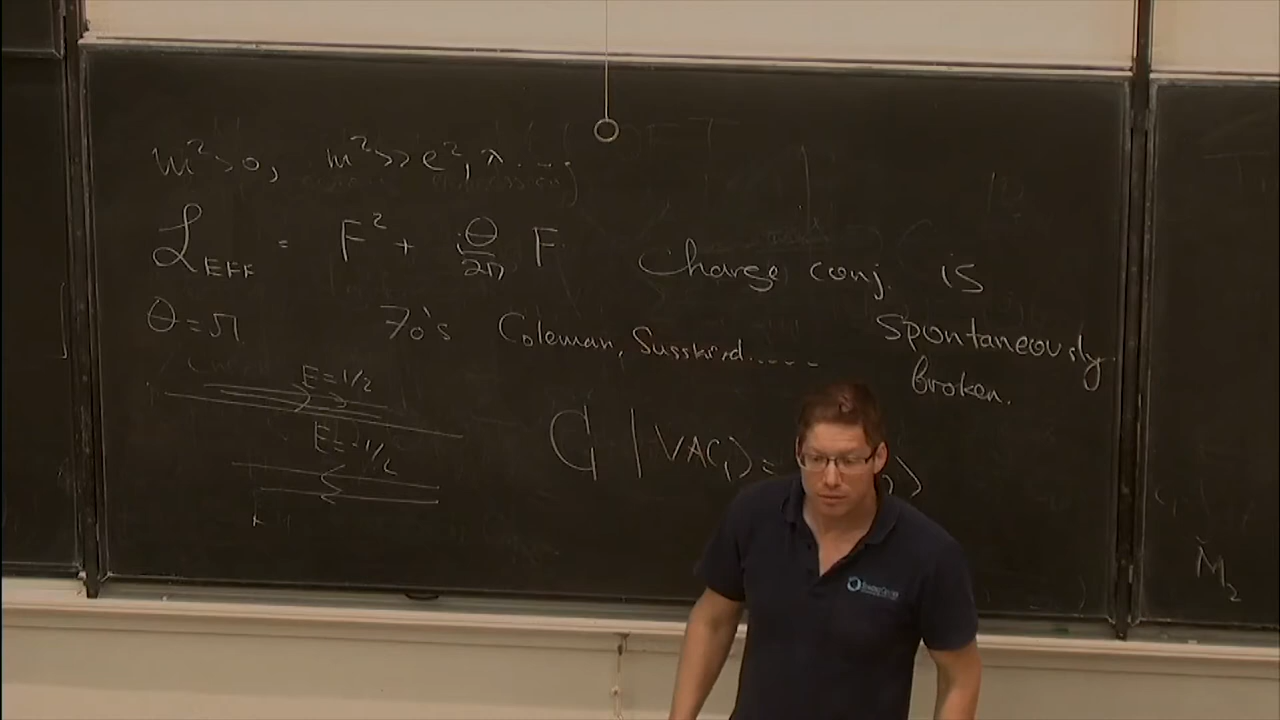 m²>0, m²>>e², λ....;
ℒ_EFF = F² + iθ/2π F
Charge conj. is
spontaneously
broken.
θ=π 70's Coleman, Susskind.....
E=1/2
E=-1/2
C | VAC₁⟩ =
M₂